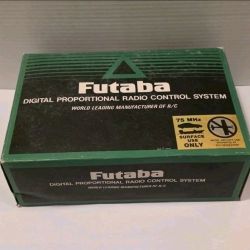 Futaba
DIGITAL PROPORTIONAL RADIO CONTROL SYSTEM
WORLD LEADING MANUFACTURER OF R/C
75 MHz
SURFACE
USE
ONLY
Futaba
DIGITAL PROPORTIONAL RADIO CONTROL SYSTEM
WORLD LEADING MANUFACTURER OF R/C